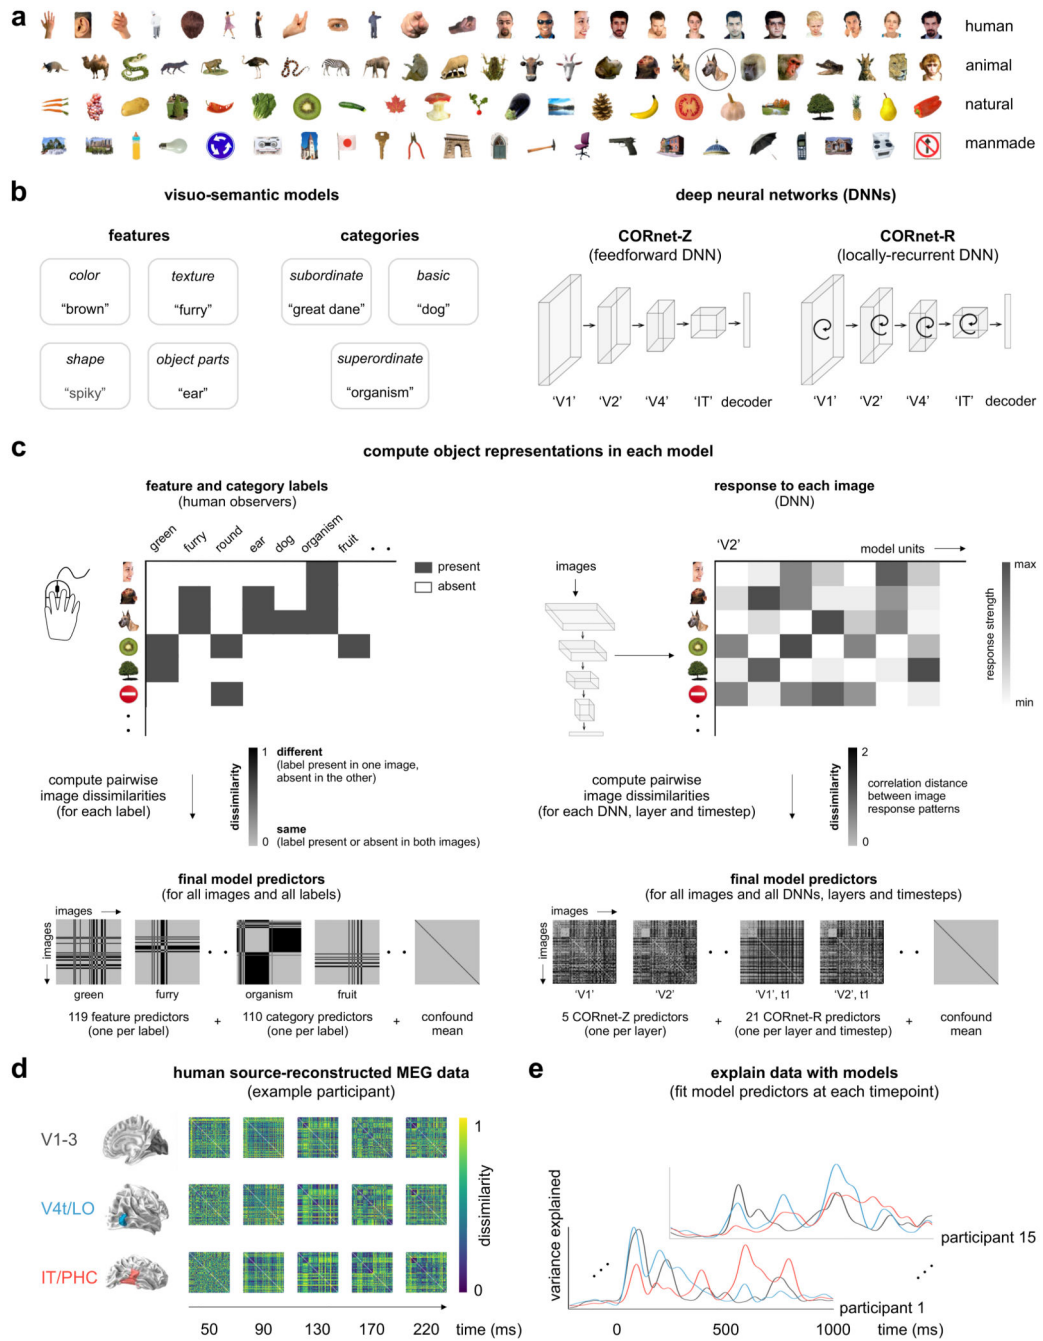 a
human
animal
natural
manmade
b
visuo-semantic models
deep neural networks (DNNs)
features
categories
CORnet-Z
(feedforward DNN)
CORnet-R
(locally-recurrent DNN)
color
"brown"
texture
"furry"
subordinate
"great dane"
basic
"dog"
shape
"spiky"
object parts
"ear"
superordinate
"organism"
'V1' 'V2' 'V4' 'IT' decoder
'V1' 'V2' 'V4' 'IT' decoder
c
compute object representations in each model
feature and category labels
(human observers)
response to each image
(DNN)
green furry round ear dog organism fruit
present
absent
images
'V2'
model units
max
response strength
min
compute pairwise
image dissimilarities
(for each label)
dissimilarity
1
0
different
(label present in one image,
absent in the other)
same
(label present or absent in both images)
compute pairwise
image dissimilarities
(for each DNN, layer and timestep)
dissimilarity
2
0
correlation distance
between image
response patterns
final model predictors
(for all images and all labels)
final model predictors
(for all images and all DNNs, layers and timesteps)
images
images
green furry organism fruit
119 feature predictors
(one per label)
+
110 category predictors
(one per label)
+
confound
mean
images
images
'V1' 'V2' 'V1', t1 'V2', t1
5 CORnet-Z predictors
(one per layer)
+
21 CORnet-R predictors
(one per layer and timestep)
+
confound
mean
d
human source-reconstructed MEG data
(example participant)
V1-3
V4t/LO
IT/PHC
1
dissimilarity
0
50 90 130 170 220 time (ms)
e
explain data with models
(fit model predictors at each timepoint)
variance explained
participant 15
participant 1
0 500 1000 time (ms)